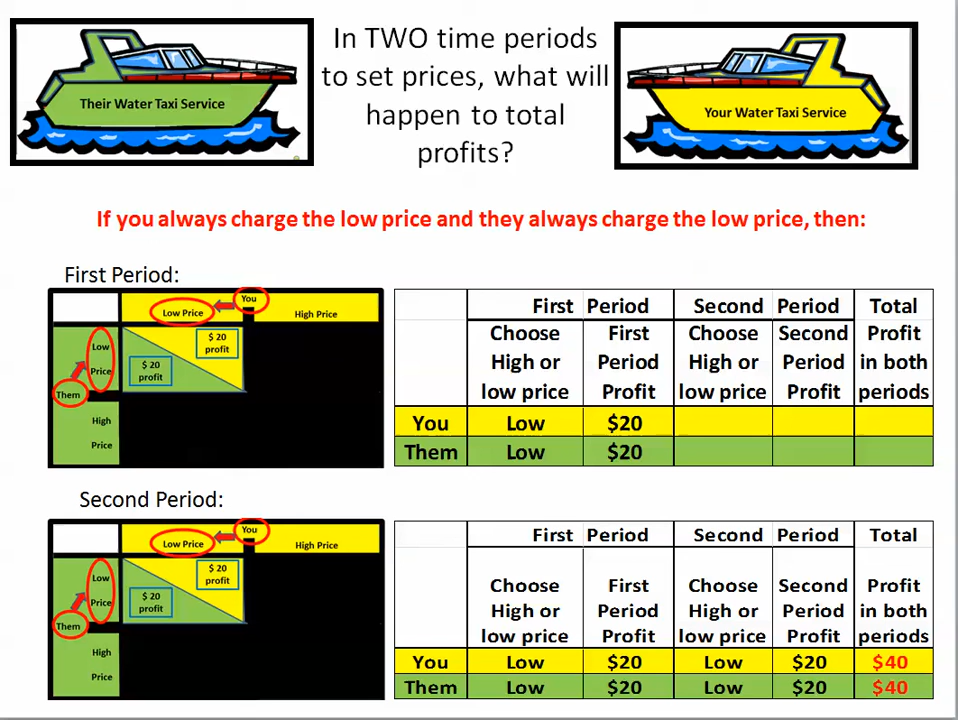 In TWO time periods
to set prices, what will
happen to total
profits?
Their Water Taxi Service
Your Water Taxi Service
If you always charge the low price and they always charge the low price, then:
First Period:
You
Low Price
High Price
Low
Price
Them
High
Price
$ 20
profit
$ 20
profit
First Period Second Period Total
Choose First Choose Second Profit
High or Period High or Period in both
low price Profit low price Profit periods
You Low $20
Them Low $20
Second Period:
You
Low Price
High Price
Low
Price
Them
High
Price
$ 20
profit
$ 20
profit
First Period Second Period Total
Choose First Choose Second Profit
High or Period High or Period in both
low price Profit low price Profit periods
You Low $20 Low $20 $40
Them Low $20 Low $20 $40